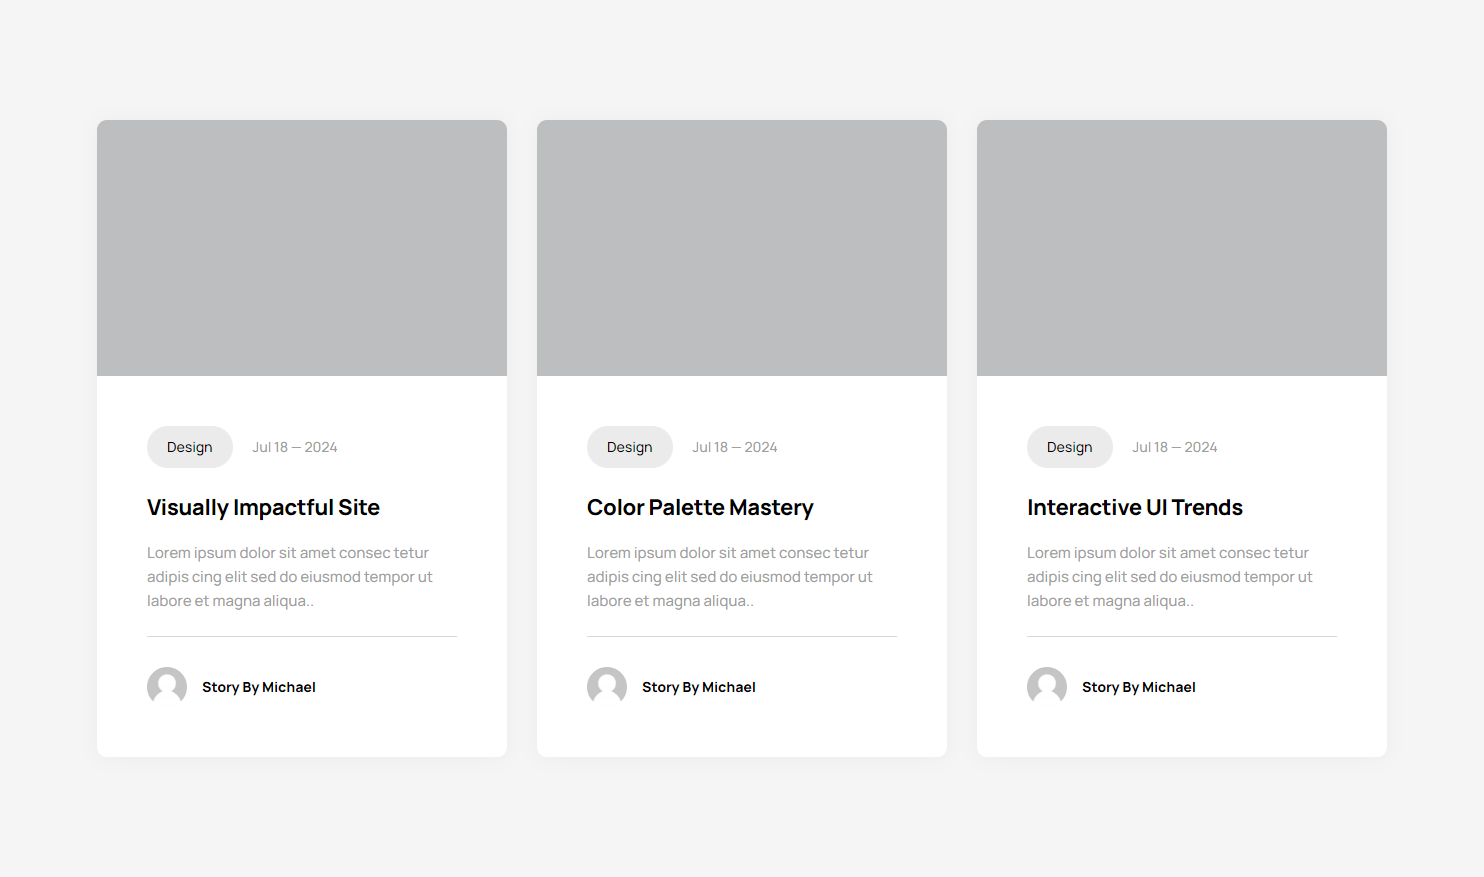 Design Jul 18 — 2024
Visually Impactful Site
Lorem ipsum dolor sit amet consec tetur
adipis cing elit sed do eiusmod tempor ut
labore et magna aliqua..
Story By Michael
Design Jul 18 — 2024
Color Palette Mastery
Lorem ipsum dolor sit amet consec tetur
adipis cing elit sed do eiusmod tempor ut
labore et magna aliqua..
Story By Michael
Design Jul 18 — 2024
Interactive UI Trends
Lorem ipsum dolor sit amet consec tetur
adipis cing elit sed do eiusmod tempor ut
labore et magna aliqua..
Story By Michael